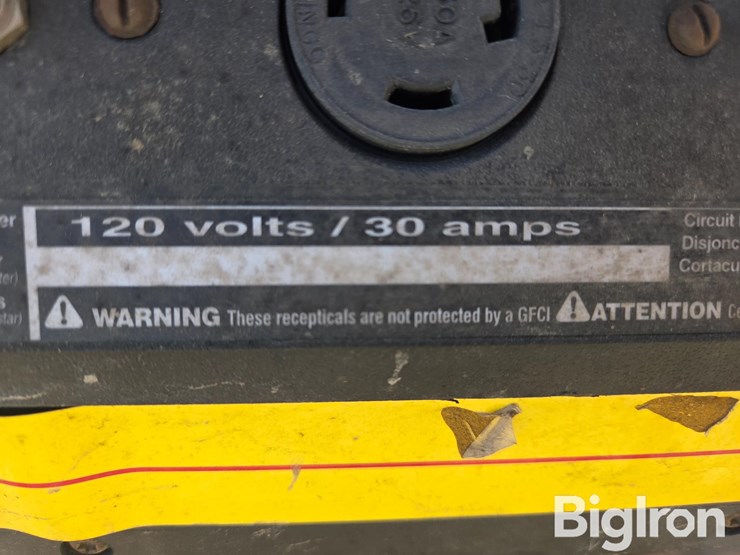 120 volts / 30 amps
Circuit
Disjonc
Cortacu
WARNING These recepticals are not protected by a GFCI
ATTENTION
BigIron